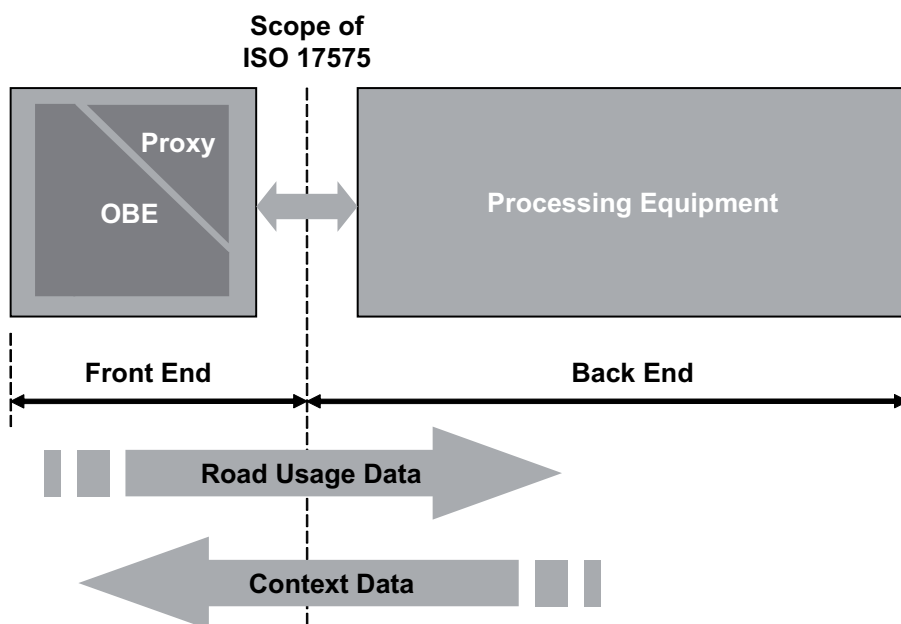 Scope of
ISO 17575
Proxy
OBE
Processing Equipment
Front End
Back End
Road Usage Data
Context Data